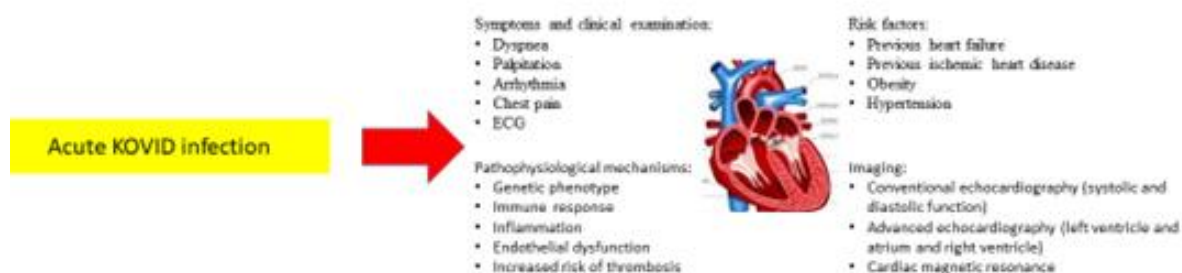 Acute KOVID infection
Symptoms and clinical examination:
• Dyspnea
• Palpitation
• Arrhythmia
• Chest pain
• ECG
Pathophysiological mechanisms:
• Genetic phenotype
• Immune response
• Inflammation
• Endothelial dysfunction
• Increased risk of thrombosis
Risk factors:
• Previous heart failure
• Previous ischemic heart disease
• Obesity
• Hypertension
Imaging:
• Conventional echocardiography (systolic and
diastolic function)
• Advanced echocardiography (left ventricle and
atrium and right ventricle)
• Cardiac magnetic resonance